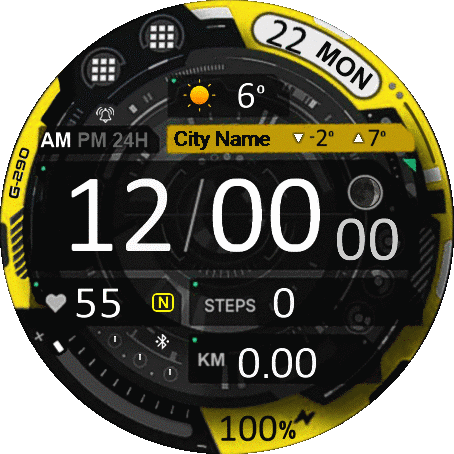 22 MON
6°
AM PM 24H
City Name -2° 7°
G-290
12/00 00
55
N
STEPS 0
KM 0.00
100%